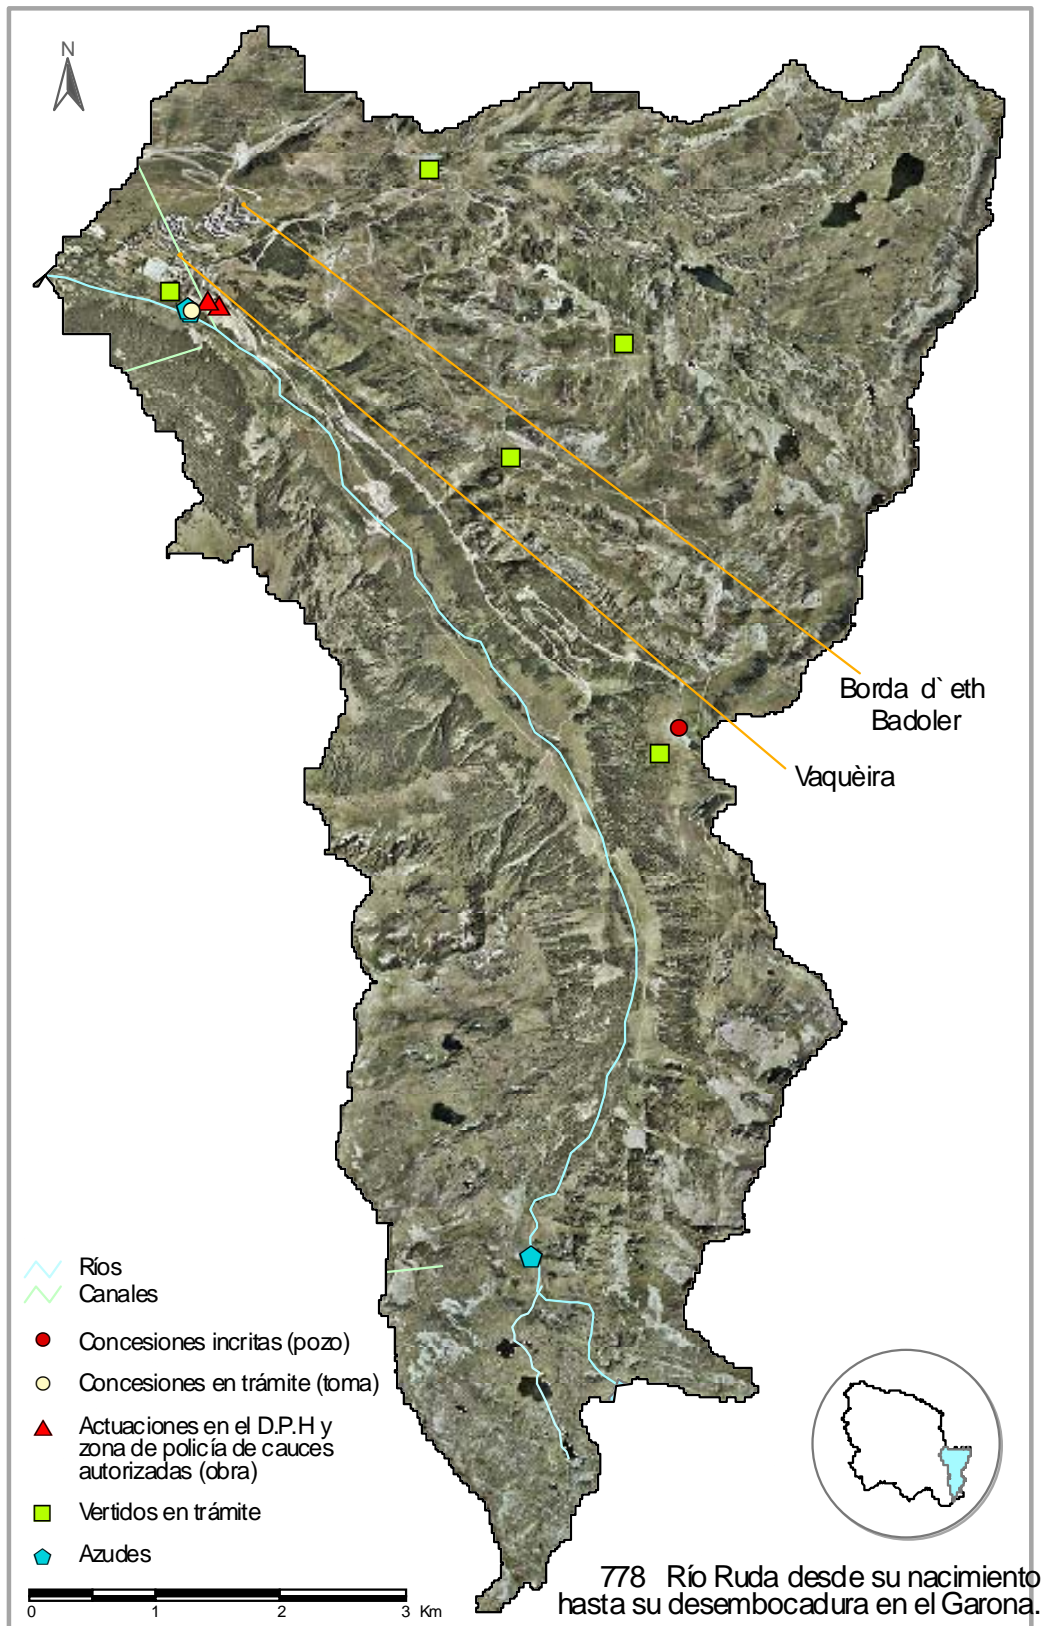 N
Borda d` eth
Badoler
Vaquèira
Ríos
Canales
Concesiones incritas (pozo)
Concesiones en trámite (toma)
Actuaciones en el D.P.H y
zona de policía de cauces
autorizadas (obra)
Vertidos en trámite
Azudes
0 1 2 3 Km
778 Río Ruda desde su nacimiento
hasta su desembocadura en el Garona.